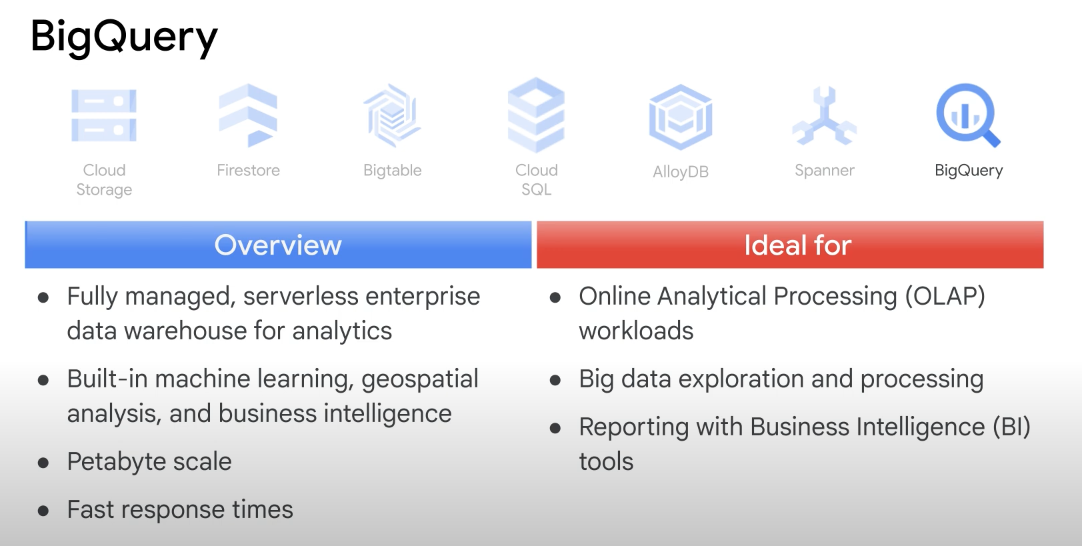 BigQuery
Cloud
Storage
Firestore
Bigtable
Cloud
SQL
AlloyDB
Spanner
BigQuery
Overview
Ideal for
● Fully managed, serverless enterprise
data warehouse for analytics
● Built-in machine learning, geospatial
analysis, and business intelligence
● Petabyte scale
● Fast response times
● Online Analytical Processing (OLAP)
workloads
● Big data exploration and processing
● Reporting with Business Intelligence (BI)
tools